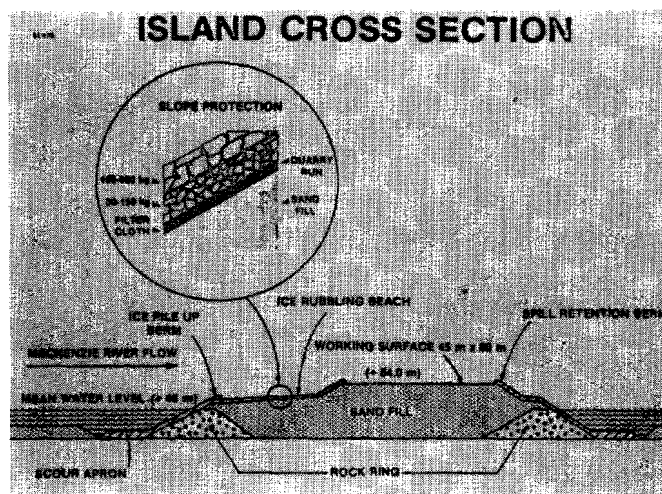 ISLAND CROSS SECTION
SLOPE PROTECTION
QUARRY
RUN
SAND
FILL
FILTER
CLOTH
ICE RUBBLING BEACH
ICE PILE UP
BERM
SPILL RETENTION BERM
MACKENZIE RIVER FLOW
WORKING SURFACE
MEAN WATER LEVEL
SAND FILL
SCOUR APRON
ROCK RING